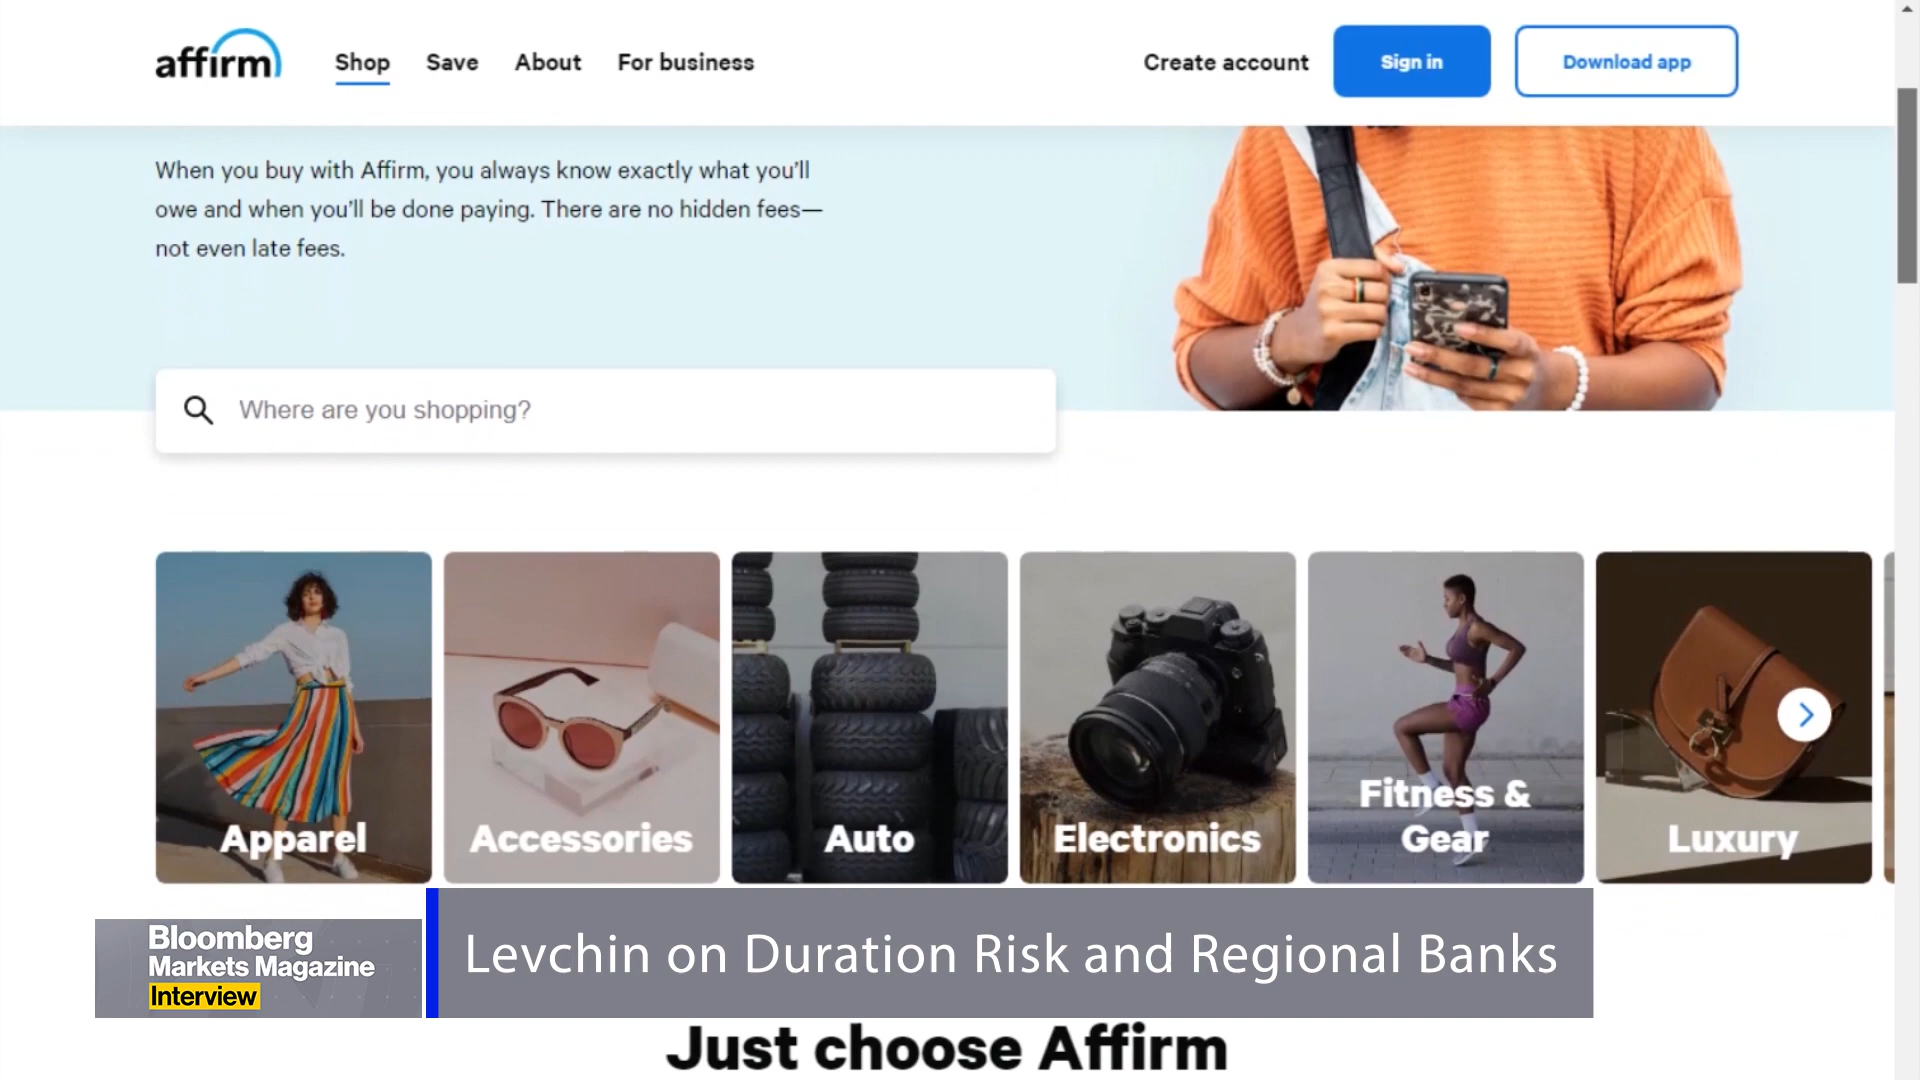 affirm
Shop
Save
About
For business
Create account
Sign in
Download app
When you buy with Affirm, you always know exactly what you'll
owe and when you'll be done paying. There are no hidden fees—
not even late fees.
Where are you shopping?
Apparel
Accessories
Auto
Electronics
Fitness &
Gear
Luxury
Bloomberg
Markets Magazine
Interview
Levchin on Duration Risk and Regional Banks
Just choose Affirm